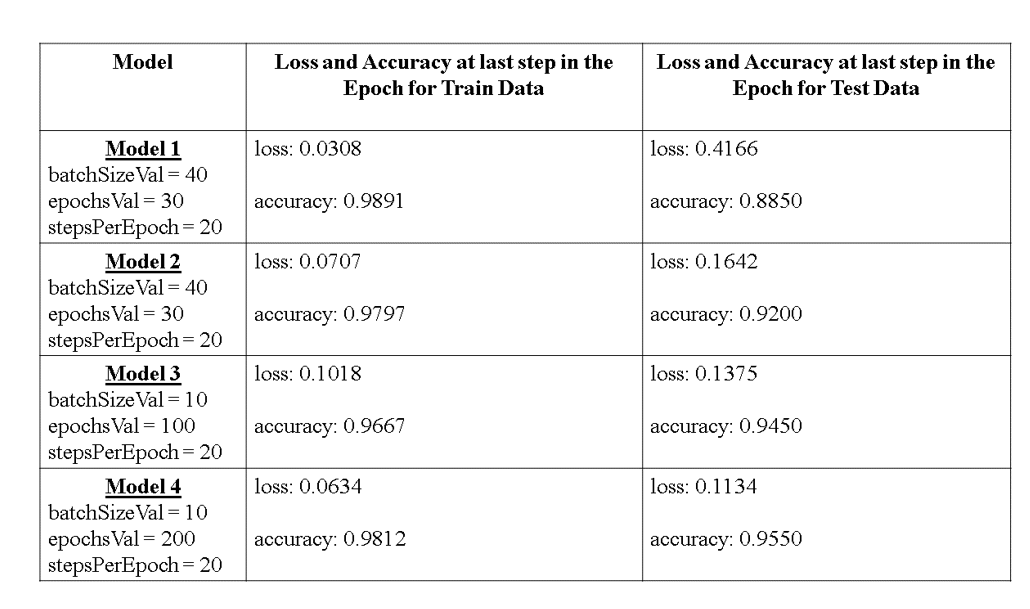 Model
Loss and Accuracy at last step in the
Epoch for Train Data
Loss and Accuracy at last step in the
Epoch for Test Data
Model 1
batchSizeVal = 40
epochsVal = 30
stepsPerEpoch = 20
loss: 0.0308
accuracy: 0.9891
loss: 0.4166
accuracy: 0.8850
Model 2
batchSizeVal = 40
epochsVal = 30
stepsPerEpoch = 20
loss: 0.0707
accuracy: 0.9797
loss: 0.1642
accuracy: 0.9200
Model 3
batchSizeVal = 10
epochsVal = 100
stepsPerEpoch = 20
loss: 0.1018
accuracy: 0.9667
loss: 0.1375
accuracy: 0.9450
Model 4
batchSizeVal = 10
epochsVal = 200
stepsPerEpoch = 20
loss: 0.0634
accuracy: 0.9812
loss: 0.1134
accuracy: 0.9550